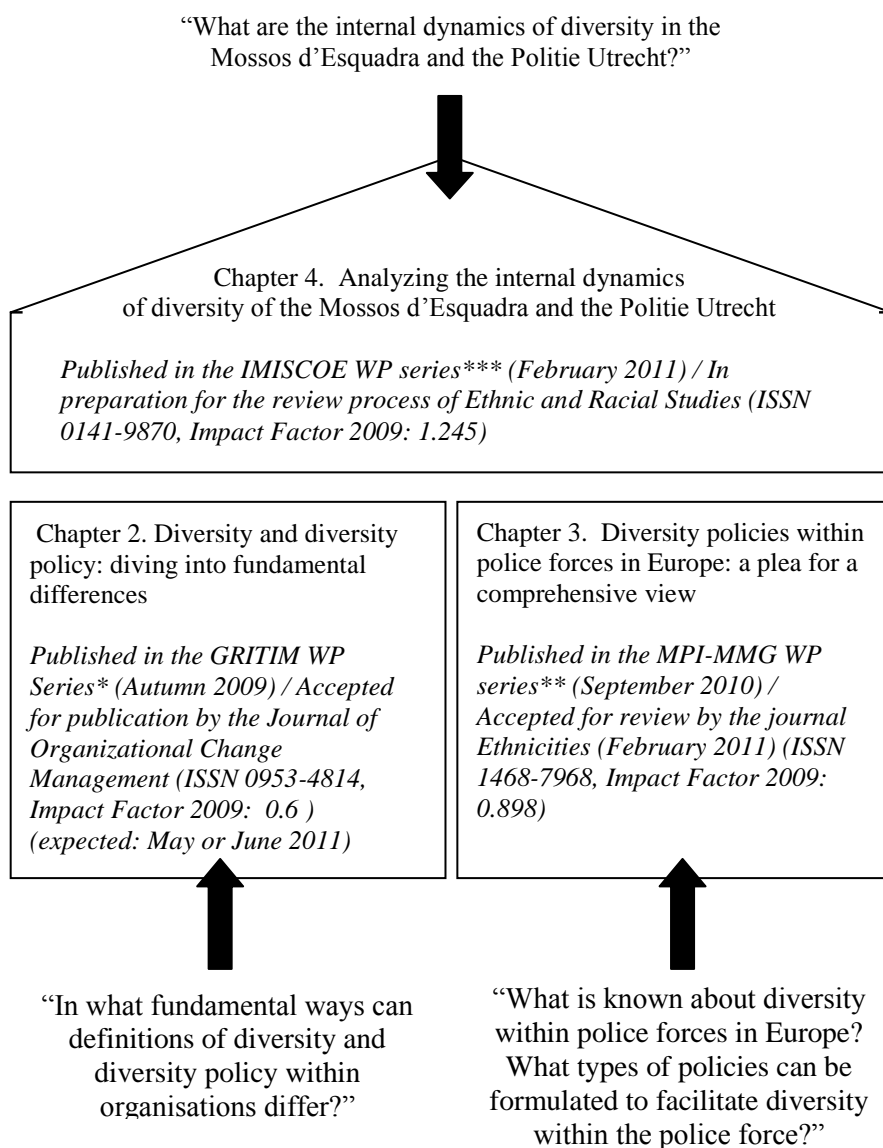 “What are the internal dynamics of diversity in the
Mossos d’Esquadra and the Politie Utrecht?”
Chapter 4.  Analyzing the internal dynamics
of diversity of the Mossos d’Esquadra and the Politie Utrecht
Published in the IMISCOE WP series*** (February 2011) / In
preparation for the review process of Ethnic and Racial Studies (ISSN
0141-9870, Impact Factor 2009: 1.245)
Chapter 2. Diversity and diversity
policy: diving into fundamental
differences
Published in the GRITIM WP
Series* (Autumn 2009) / Accepted
for publication by the Journal of
Organizational Change
Management (ISSN 0953-4814,
Impact Factor 2009:  0.6 )
(expected: May or June 2011)
Chapter 3.  Diversity policies within
police forces in Europe: a plea for a
comprehensive view
Published in the MPI-MMG WP
series** (September 2010) /
Accepted for review by the journal
Ethnicities (February 2011) (ISSN
1468-7968, Impact Factor 2009:
0.898)
“In what fundamental ways can
definitions of diversity and
diversity policy within
organisations differ?”
“What is known about diversity
within police forces in Europe?
What types of policies can be
formulated to facilitate diversity
within the police force?”